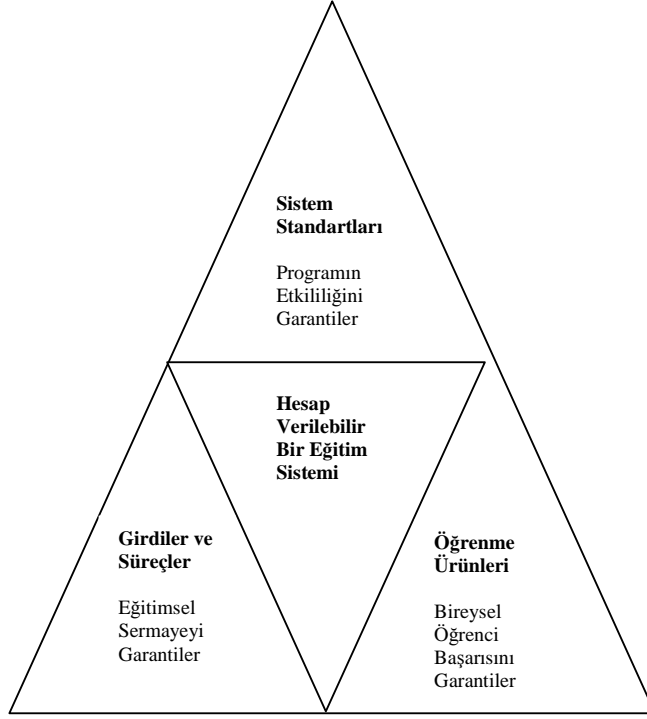 Sistem
Standartları
Programın
Etkililiğini
Garantiler
Hesap
Verilebilir
Bir Eğitim
Sistemi
Girdiler ve
Süreçler
Eğitimsel
Sermayeyi
Garantiler
Öğrenme
Ürünleri
Bireysel
Öğrenci
Başarısını
Garantiler